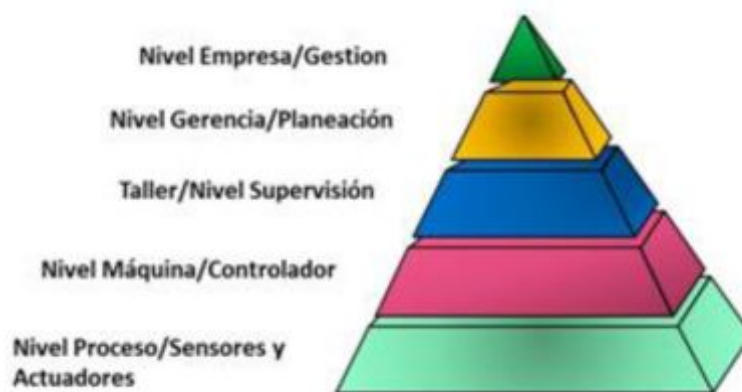 Nivel Empresa/Gestion
Nivel Gerencia/Planeación
Taller/Nivel Supervisión
Nivel Máquina/Controlador
Nivel Proceso/Sensores y
Actuadores